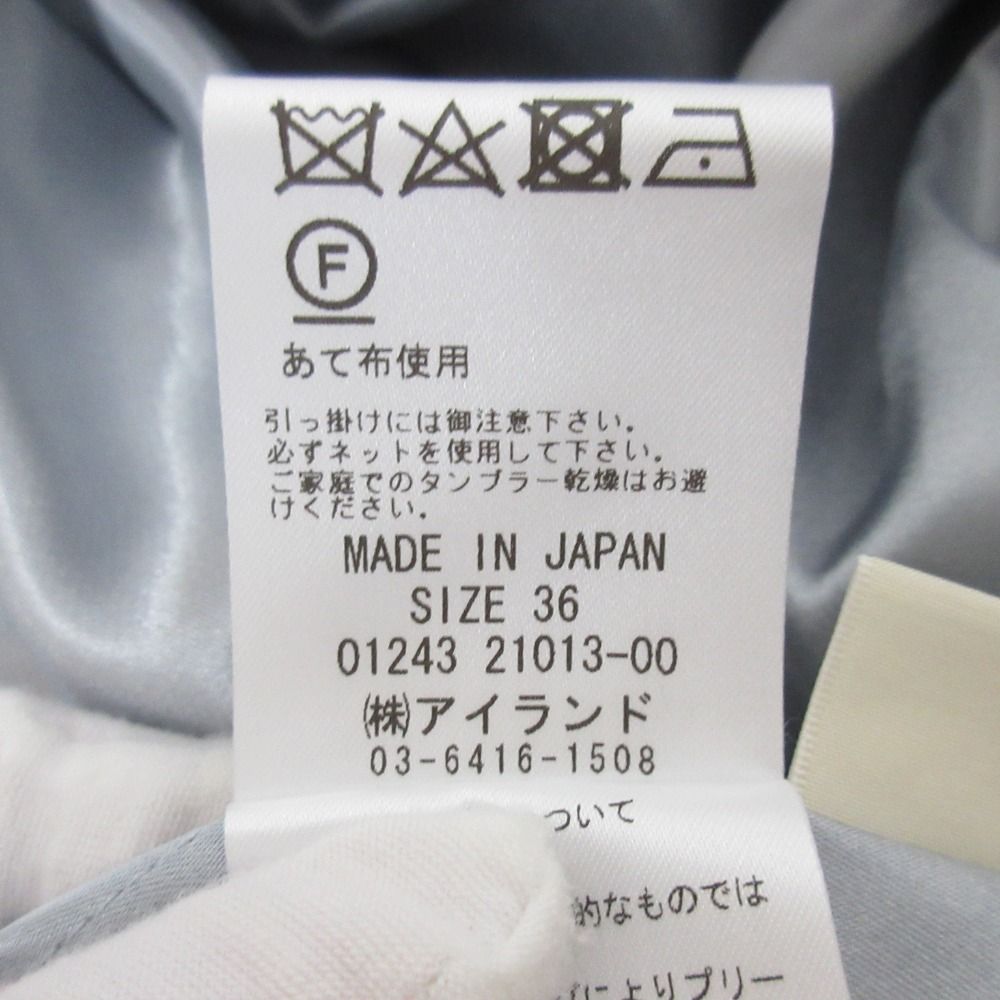 F
あて布使用
引っ掛けには御注意下さい。
必ずネットを使用して下さい。
ご家庭でのタンブラー乾燥はお避
けください。
MADE IN JAPAN
SIZE 36
01243 21013-00
㈱アイランド
03-6416-1508
ついて
的なものでは
によりプリー